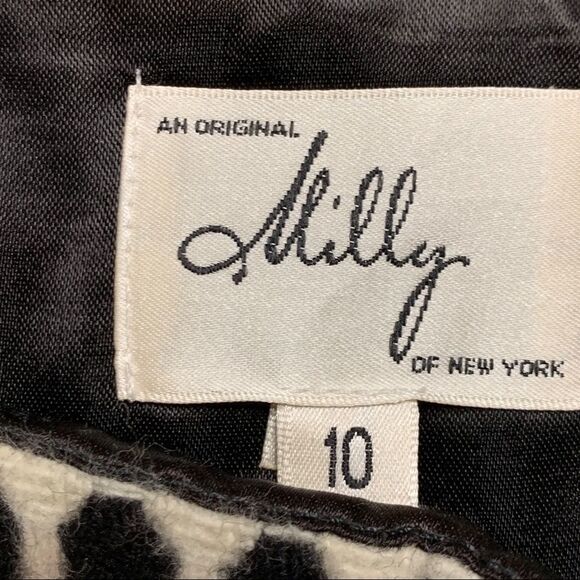 AN ORIGINAL
Milly
OF NEW YORK
10